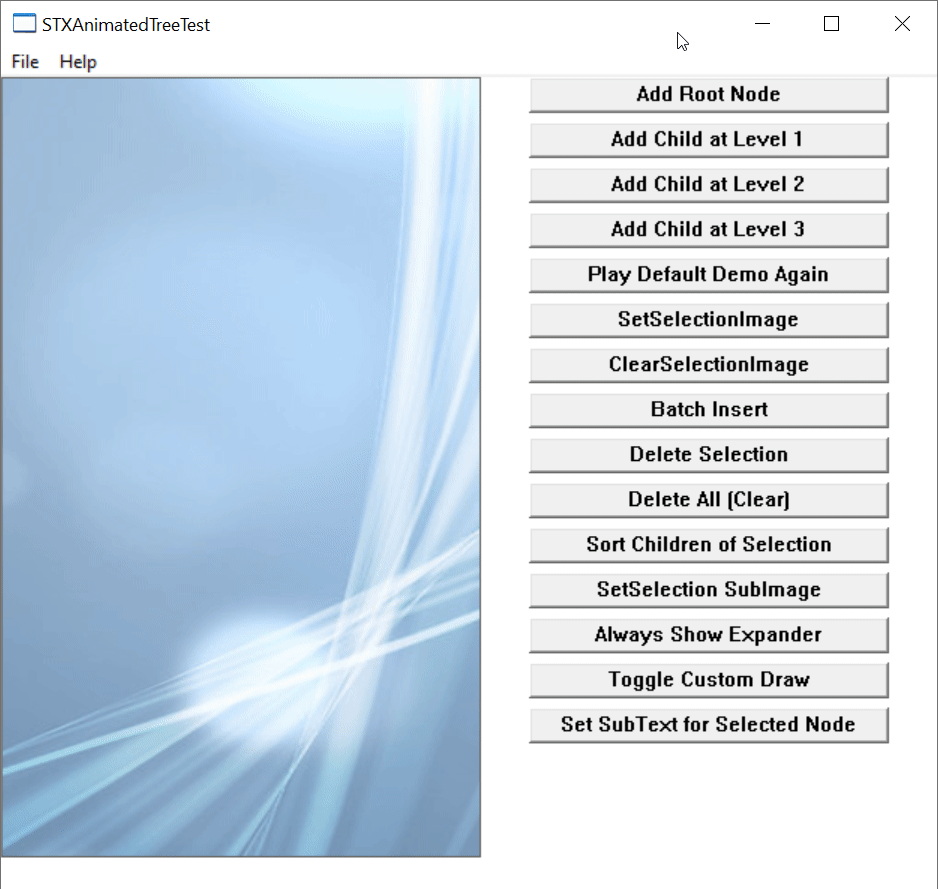 STXAnimatedTreeTest
File Help
Add Root Node
Add Child at Level 1
Add Child at Level 2
Add Child at Level 3
Play Default Demo Again
SetSelectionImage
ClearSelectionImage
Batch Insert
Delete Selection
Delete All (Clear)
Sort Children of Selection
SetSelection SubImage
Always Show Expander
Toggle Custom Draw
Set SubText for Selected Node